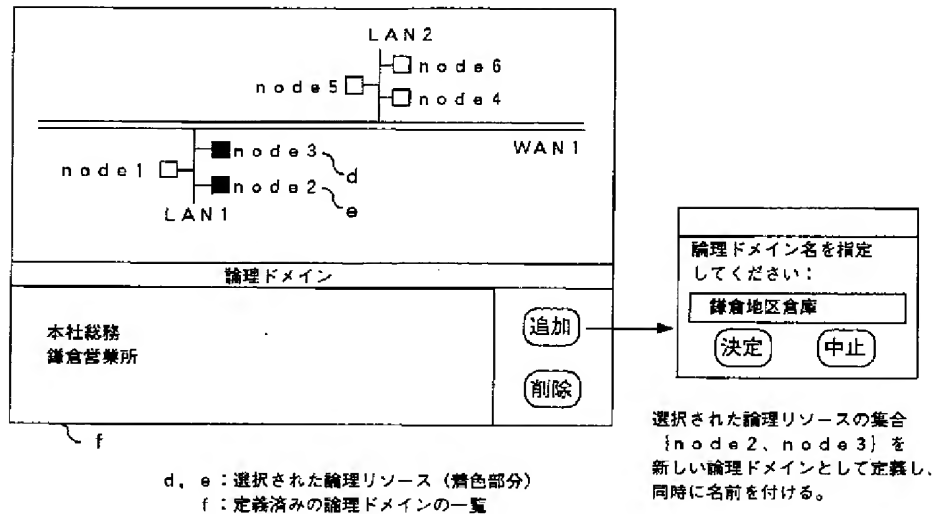 LAN2
node6
node5
node4
WAN1
node3
d
node1
node2
e
LAN1
論理ドメイン
本社総務
鎌倉営業所
追加
削除
f
論理ドメイン名を指定
してください:
鎌倉地区倉庫
決定
中止
選択された論理リソースの集合
{node2、node3}を
新しい論理ドメインとして定義し、
同時に名前を付ける。
d,e:選択された論理リソース(着色部分)
f:定義済みの論理ドメインの一覧